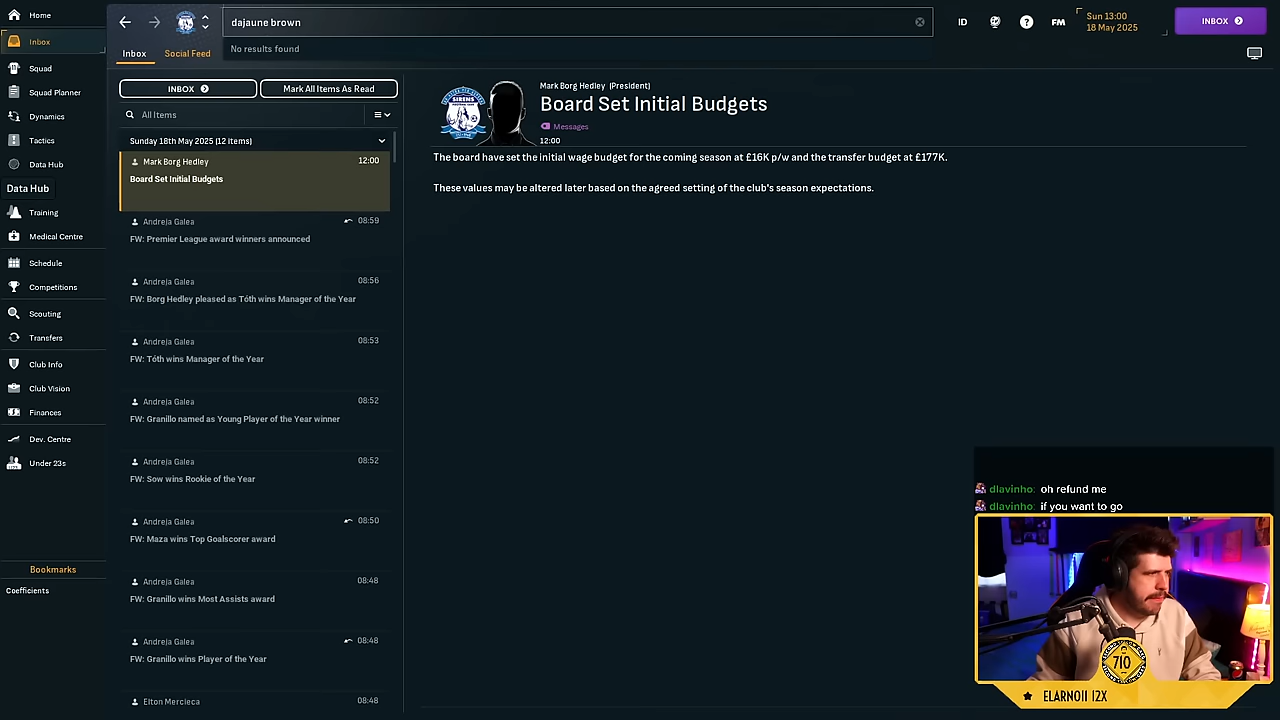 Home
dajaune brown
ID
FM
Sun 13:00
18 May 2025
INBOX
Inbox
Inbox
Social Feed
No results found
Squad
Squad Planner
Dynamics
Tactics
Data Hub
Data Hub
Training
Medical Centre
Schedule
Competitions
Scouting
Transfers
Club Info
Club Vision
Finances
Dev. Centre
Under 23s
Bookmarks
Coefficients
INBOX
Mark All Items As Read
All Items
Sunday 18th May 2025 (12 Items)
Mark Borg Hedley 12:00
Board Set Initial Budgets
Andreja Galea 08:59
FW: Premier League award winners announced
Andreja Galea 08:56
FW: Borg Hedley pleased as Tóth wins Manager of the Year
Andreja Galea 08:53
FW: Tóth wins Manager of the Year
Andreja Galea 08:52
FW: Granillo named as Young Player of the Year winner
Andreja Galea 08:52
FW: Sow wins Rookie of the Year
Andreja Galea 08:50
FW: Maza wins Top Goalscorer award
Andreja Galea 08:48
FW: Granillo wins Most Assists award
Andreja Galea 08:48
FW: Granillo wins Player of the Year
Elton Mercieca 08:48
SIRENS
Mark Borg Hedley (President)
Board Set Initial Budgets
Messages
12:00
The board have set the initial wage budget for the coming season at £16K p/w and the transfer budget at £177K.
These values may be altered later based on the agreed setting of the club's season expectations.
dlavinho: oh refund me
dlavinho: if you want to go
710
ELARNO11 12X